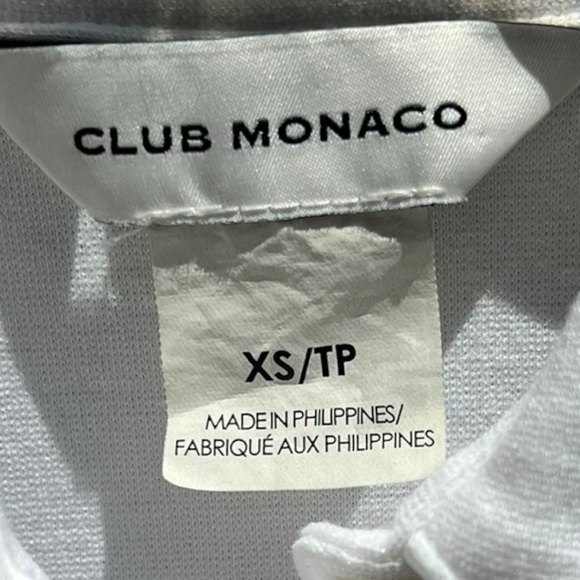 CLUB MONACO
XS/TP
MADE IN PHILIPPINES/
FABRIQUÉ AUX PHILIPPINES